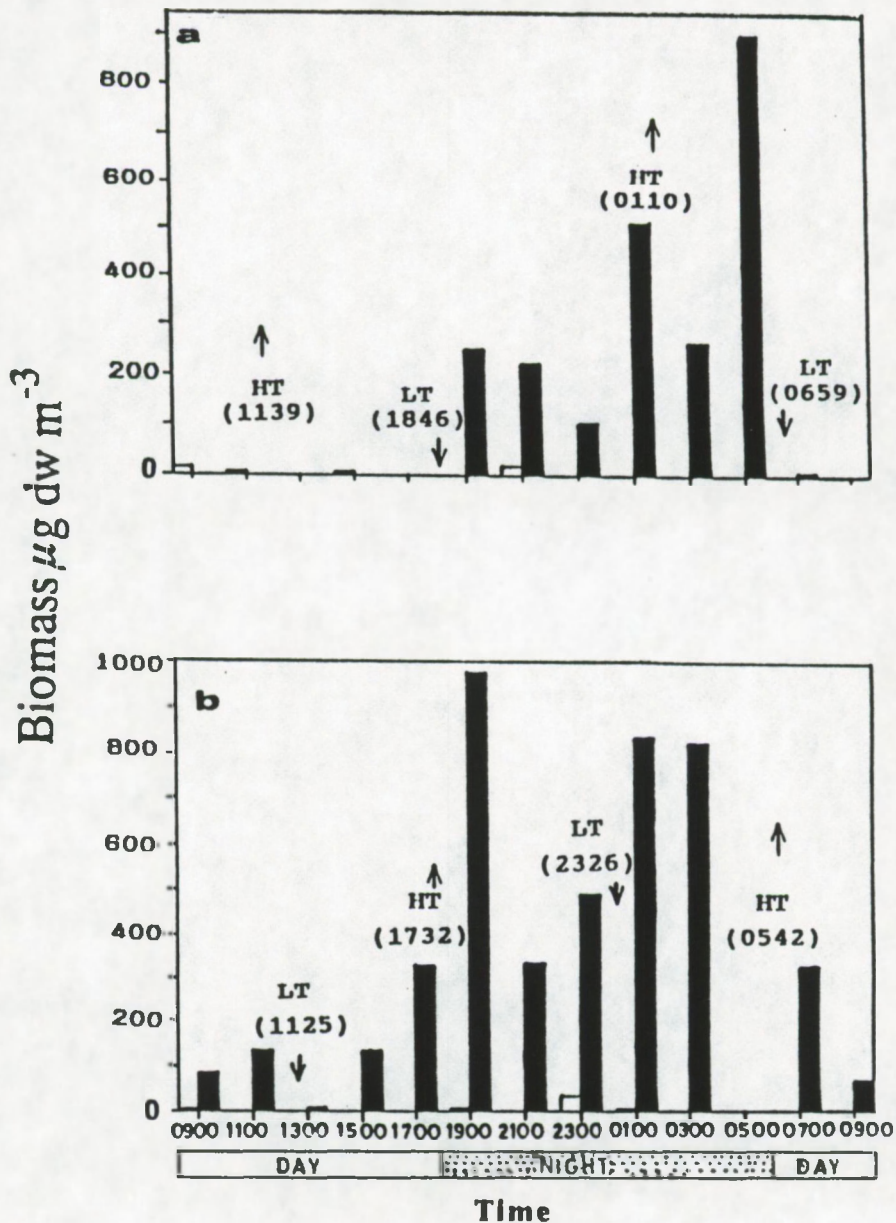 a
800
600
400
200
0
HT
(1139)
LT
(1846)
HT
(0110)
LT
(0659)
Biomass μg dw m⁻³
b
1000
800
600
400
200
0
LT
(1125)
HT
(1732)
LT
(2326)
HT
(0542)
0900 1100 1300 1500 1700 1900 2100 2300 0100 0300 0500 0700 0900
DAY NIGHT DAY
Time